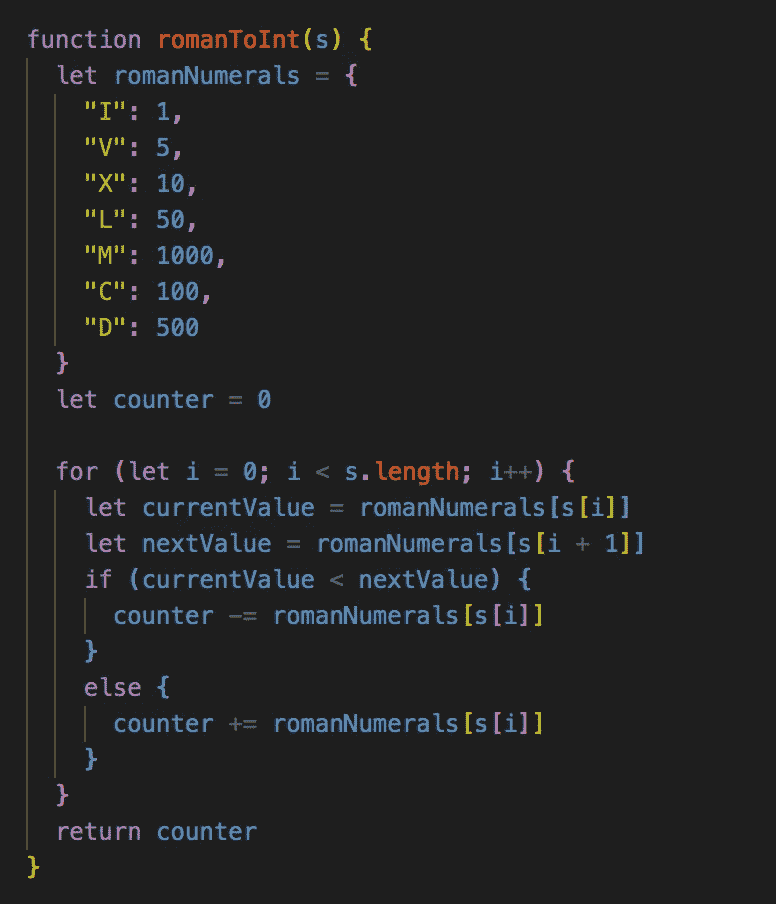 function romanToInt(s) {
  let romanNumerals = {
    "I": 1,
    "V": 5,
    "X": 10,
    "L": 50,
    "M": 1000,
    "C": 100,
    "D": 500
  }
  let counter = 0

  for (let i = 0; i < s.length; i++) {
    let currentValue = romanNumerals[s[i]]
    let nextValue = romanNumerals[s[i + 1]]
    if (currentValue < nextValue) {
      counter -= romanNumerals[s[i]]
    }
    else {
      counter += romanNumerals[s[i]]
    }
  }
  return counter
}